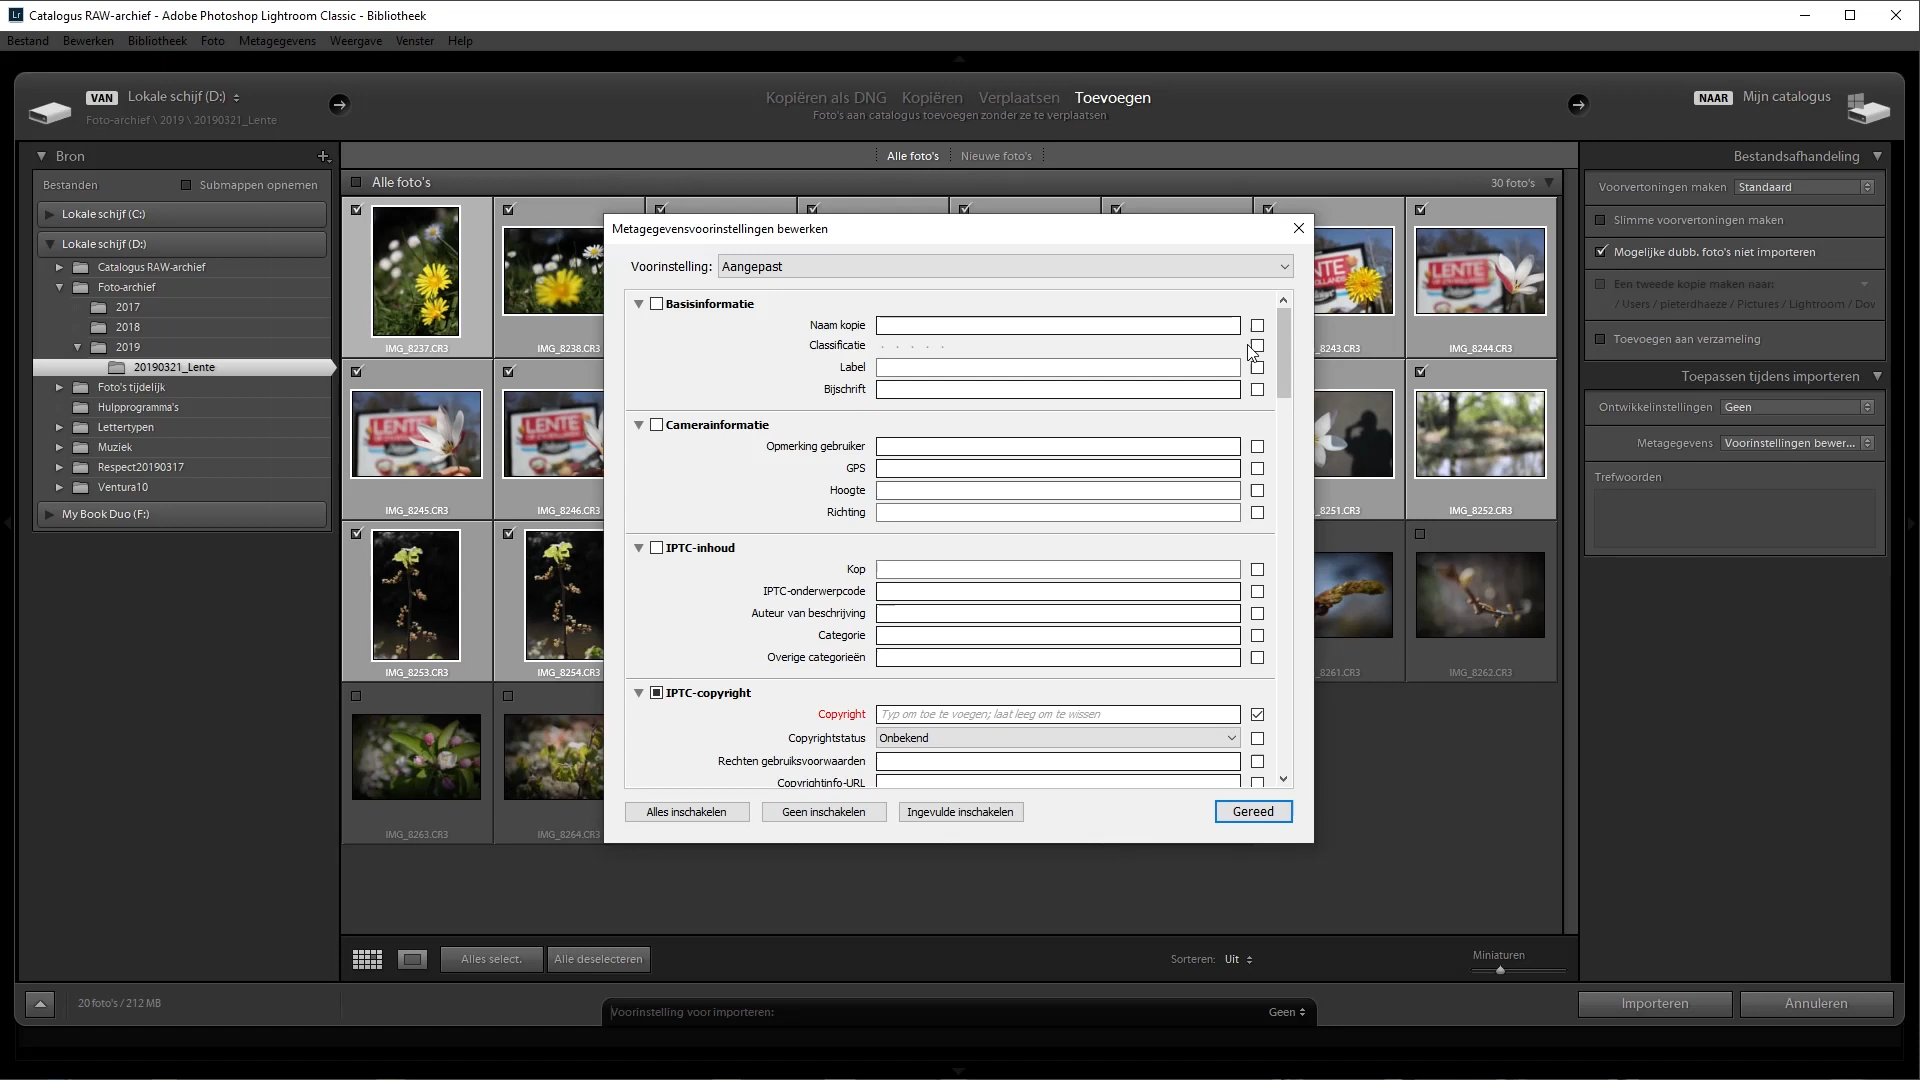 Lr Catalogus RAW-archief - Adobe Photoshop Lightroom Classic - Bibliotheek
Bestand Bewerken Bibliotheek Foto Metagegevens Weergave Venster Help
VAN Lokale schijf (D:)
Foto-archief \ 2019 \ 20190321_Lente
Kopiëren als DNG Kopiëren Verplaatsen Toevoegen
Foto's aan catalogus toevoegen zonder ze te verplaatsen
NAAR Mijn catalogus
Bron
Bestanden Submappen opnemen
Lokale schijf (C:)
Lokale schijf (D:)
Catalogus RAW-archief
Foto-archief
2017
2018
2019
20190321_Lente
Foto's tijdelijk
Hulpprogramma's
Lettertypen
Muziek
Respect20190317
Ventura10
My Book Duo (F:)
Alle foto's Nieuwe foto's
Alle foto's 30 foto's
IMG_8237.CR3 IMG_8238.CR3 _8243.CR3 IMG_8244.CR3
LENTE
IMG_8245.CR3 IMG_8246.CR3 _8251.CR3 IMG_8252.CR3
LENTE
IMG_8253.CR3 IMG_8254.CR3 _8261.CR3 IMG_8262.CR3
IMG_8263.CR3 IMG_8264.CR3
Metagegevensvoorinstellingen bewerken
Voorinstelling: Aangepast
Basisinformatie
Naam kopie
Classificatie . . . . .
Label
Bijschrift
Camerainformatie
Opmerking gebruiker
GPS
Hoogte
Richting
IPTC-inhoud
Kop
IPTC-onderwerpcode
Auteur van beschrijving
Categorie
Overige categorieën
IPTC-copyright
Copyright Typ om toe te voegen; laat leeg om te wissen
Copyrightstatus Onbekend
Rechten gebruiksvoorwaarden
Copyrightinfo-URL
Alles inschakelen Geen inschakelen Ingevulde inschakelen Gereed
Bestandsafhandeling
Voorvertoningen maken Standaard
Slimme voorvertoningen maken
Mogelijke dubb. foto's niet importeren
Een tweede kopie maken naar:
/ Users / pieterdhaeze / Pictures / Lightroom / Dov
Toevoegen aan verzameling
Toepassen tijdens importeren
Ontwikkelinstellingen Geen
Metagegevens Voorinstellingen bewer...
Trefwoorden
Alles select. Alle deselecteren Sorteren: Uit Miniaturen
20 foto's / 212 MB
Voorinstelling voor importeren: Geen
Importeren Annuleren